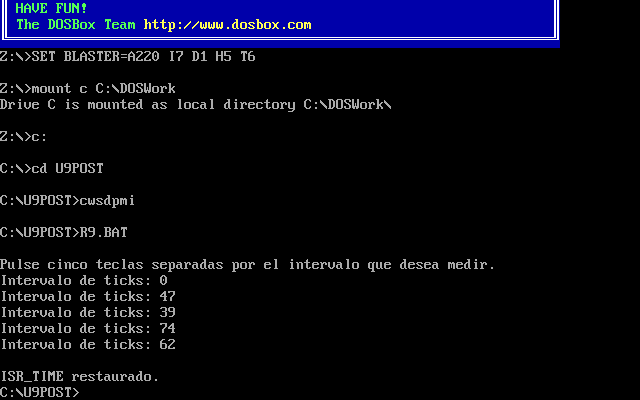 HAVE FUN!
The DOSBox Team http://www.dosbox.com
Z:\>SET BLASTER=A220 I7 D1 H5 T6
Z:\>mount c C:\DOSWork
Drive C is mounted as local directory C:\DOSWork\
Z:\>c:
C:\>cd U9POST
C:\U9POST>cwsdpmi
C:\U9POST>R9.BAT
Pulse cinco teclas separadas por el intervalo que desea medir.
Intervalo de ticks: 0
Intervalo de ticks: 47
Intervalo de ticks: 39
Intervalo de ticks: 74
Intervalo de ticks: 62
ISR_TIME restaurado.
C:\U9POST>